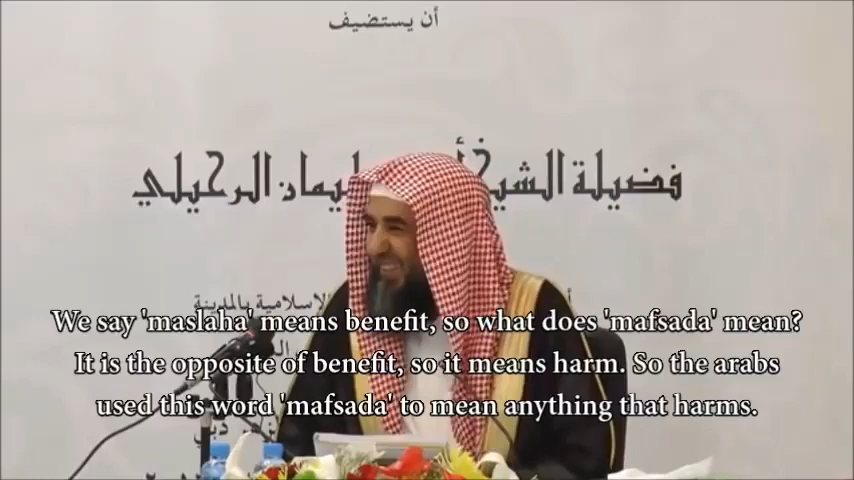 أن يستضيف
فضيلة الشيخ يمان الرحيلي
الإسلامية بالمدينة
We say 'maslaha' means benefit, so what does 'mafsada' mean?
It is the opposite of benefit, so it means harm. So the arabs
used this word 'mafsada' to mean anything that harms.
دبي